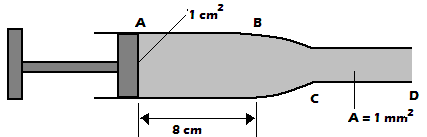 1 cm²
A
B
C
D
A = 1 mm²
8 cm